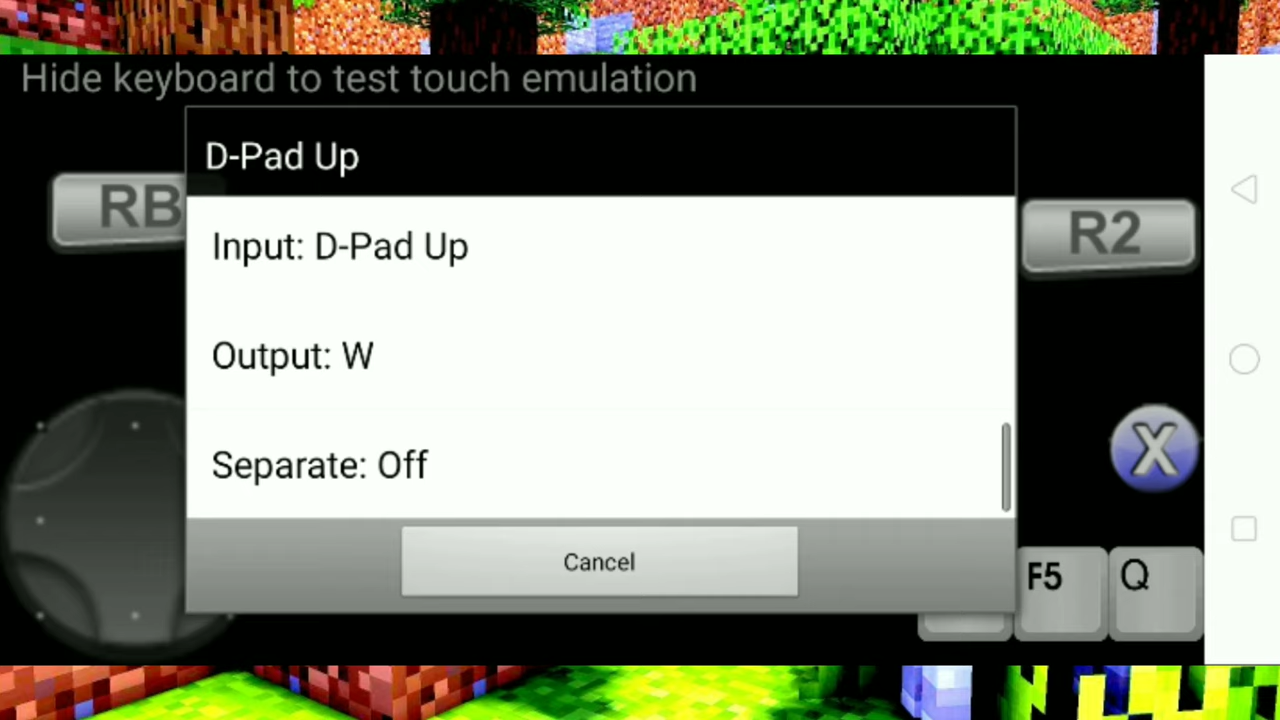 Hide keyboard to test touch emulation
D-Pad Up
RB
Input: D-Pad Up
R2
Output: W
Separate: Off
X
Cancel
F5
Q